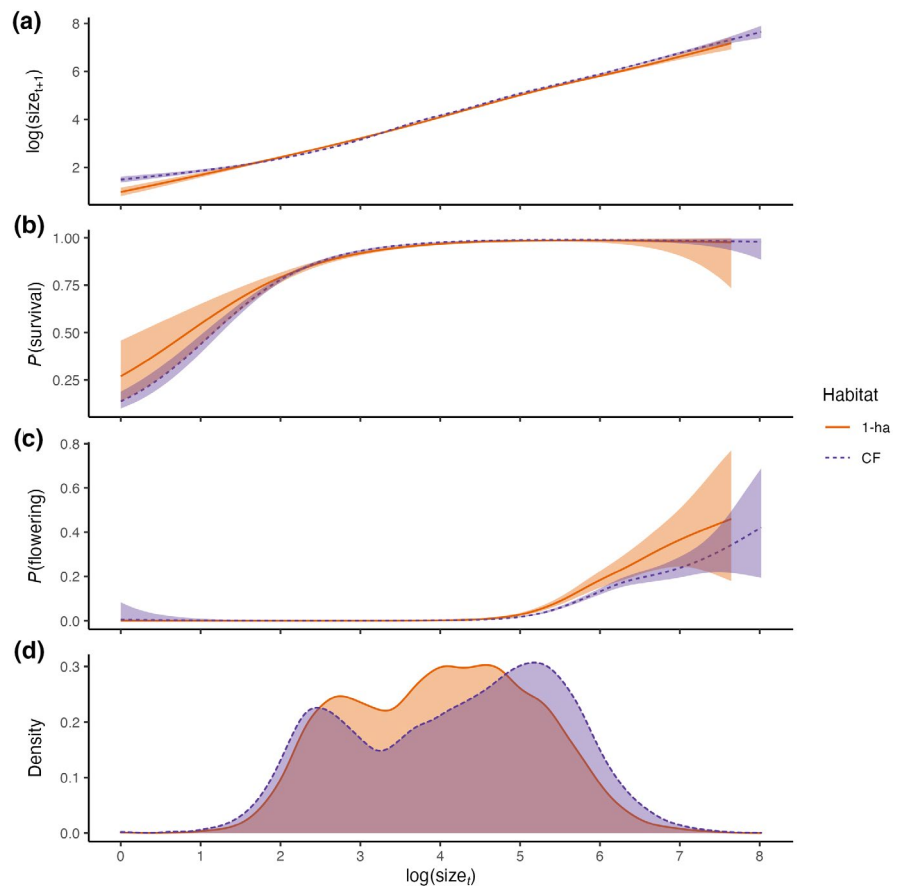 (a)
log(sizet+1)
8
6
4
2
(b)
P(survival)
1.00
0.75
0.50
0.25
(c)
P(flowering)
0.8
0.6
0.4
0.2
0.0
(d)
Density
0.3
0.2
0.1
0.0
0 1 2 3 4 5 6 7 8
log(sizet)
Habitat
1-ha
CF